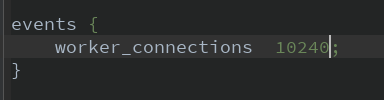 events {
    worker_connections  10240;
}